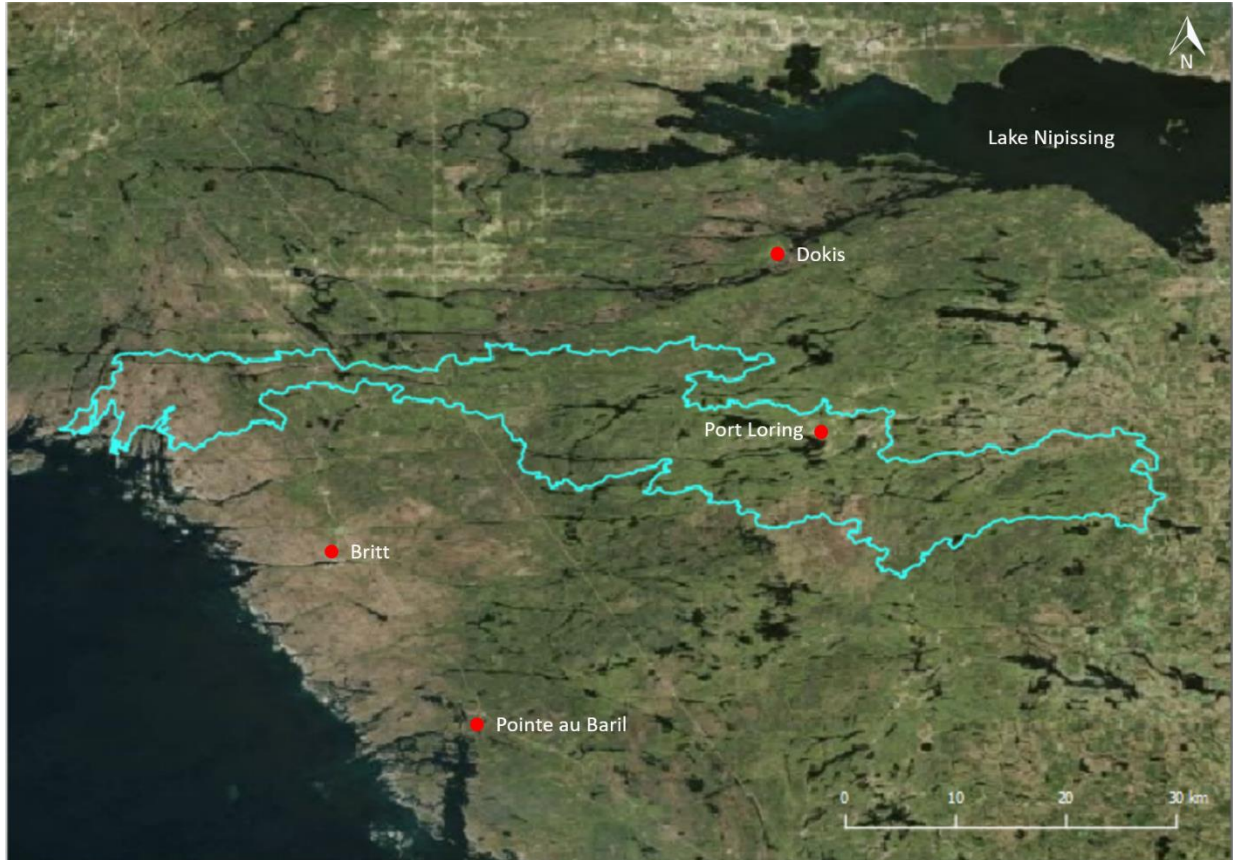 N
Lake Nipissing
Dokis
Port Loring
Britt
Pointe au Baril
0 10 20 30 km